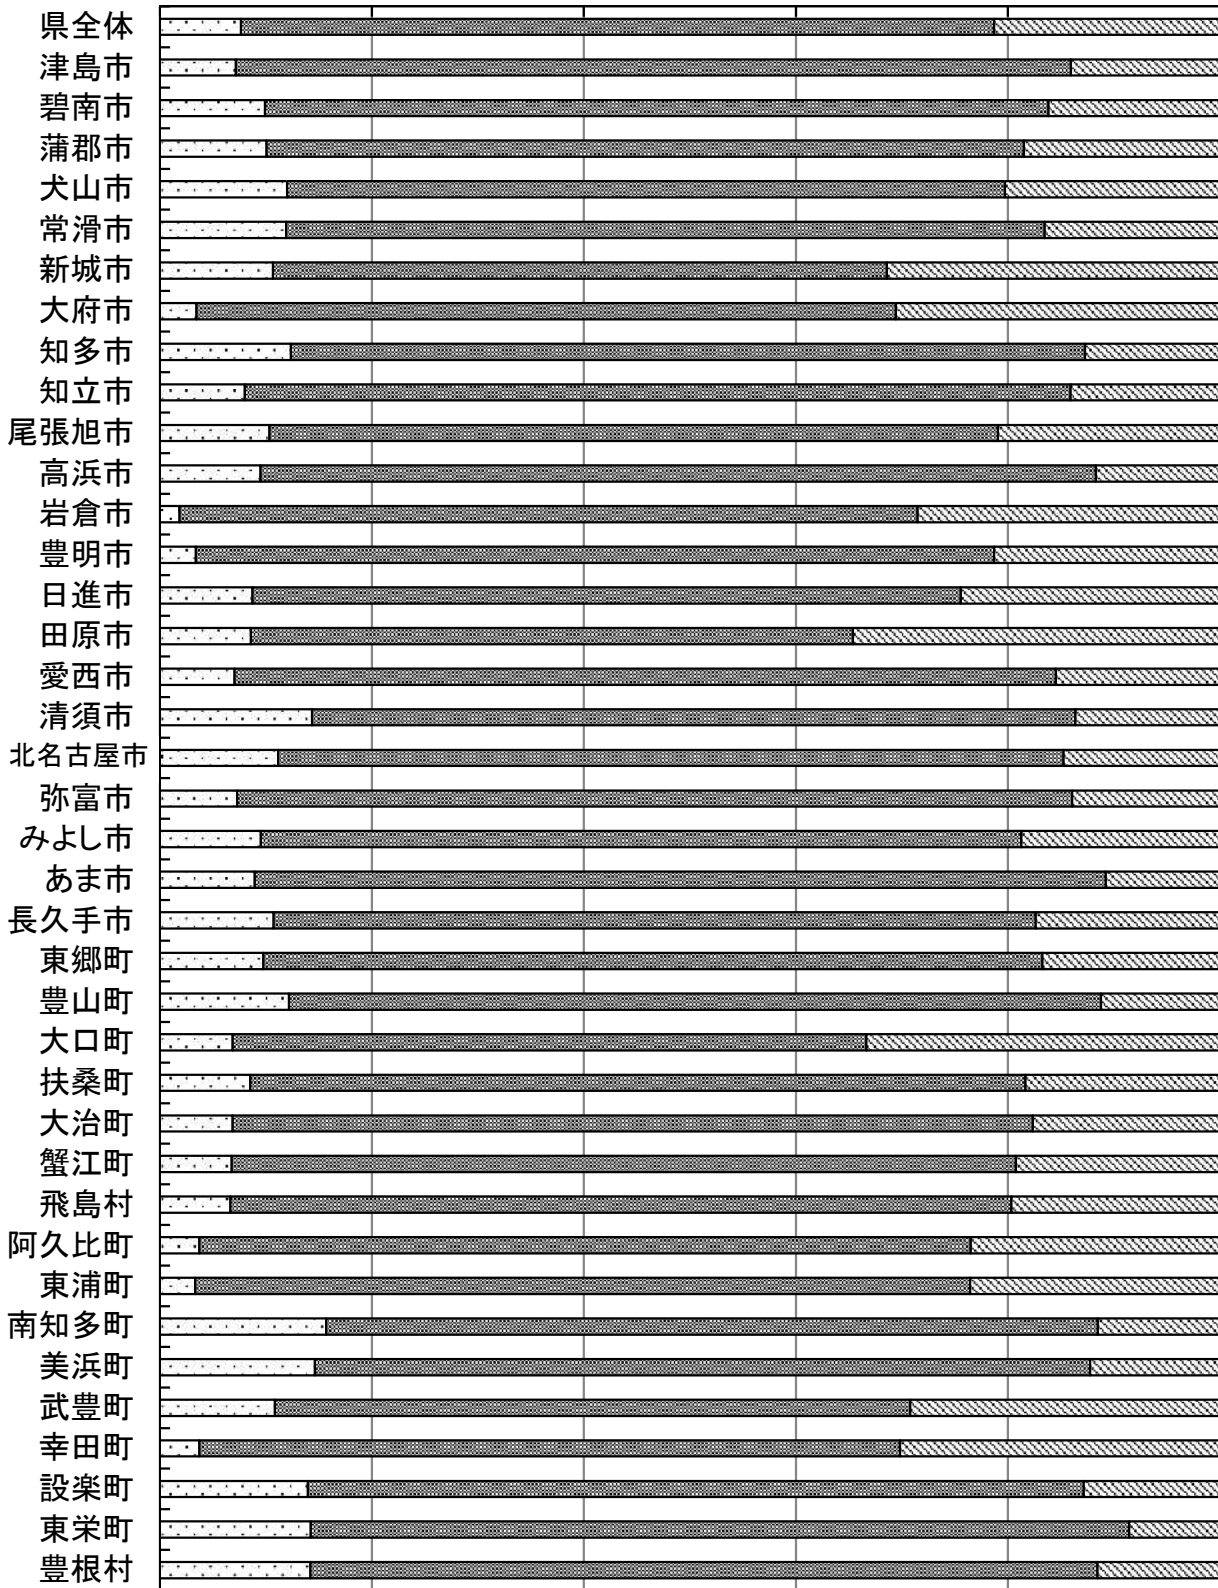 県全体
津島市
碧南市
蒲郡市
犬山市
常滑市
新城市
大府市
知多市
知立市
尾張旭市
高浜市
岩倉市
豊明市
日進市
田原市
愛西市
清須市
北名古屋市
弥富市
みよし市
あま市
長久手市
東郷町
豊山町
大口町
扶桑町
大治町
蟹江町
飛島村
阿久比町
東浦町
南知多町
美浜町
武豊町
幸田町
設楽町
東栄町
豊根村